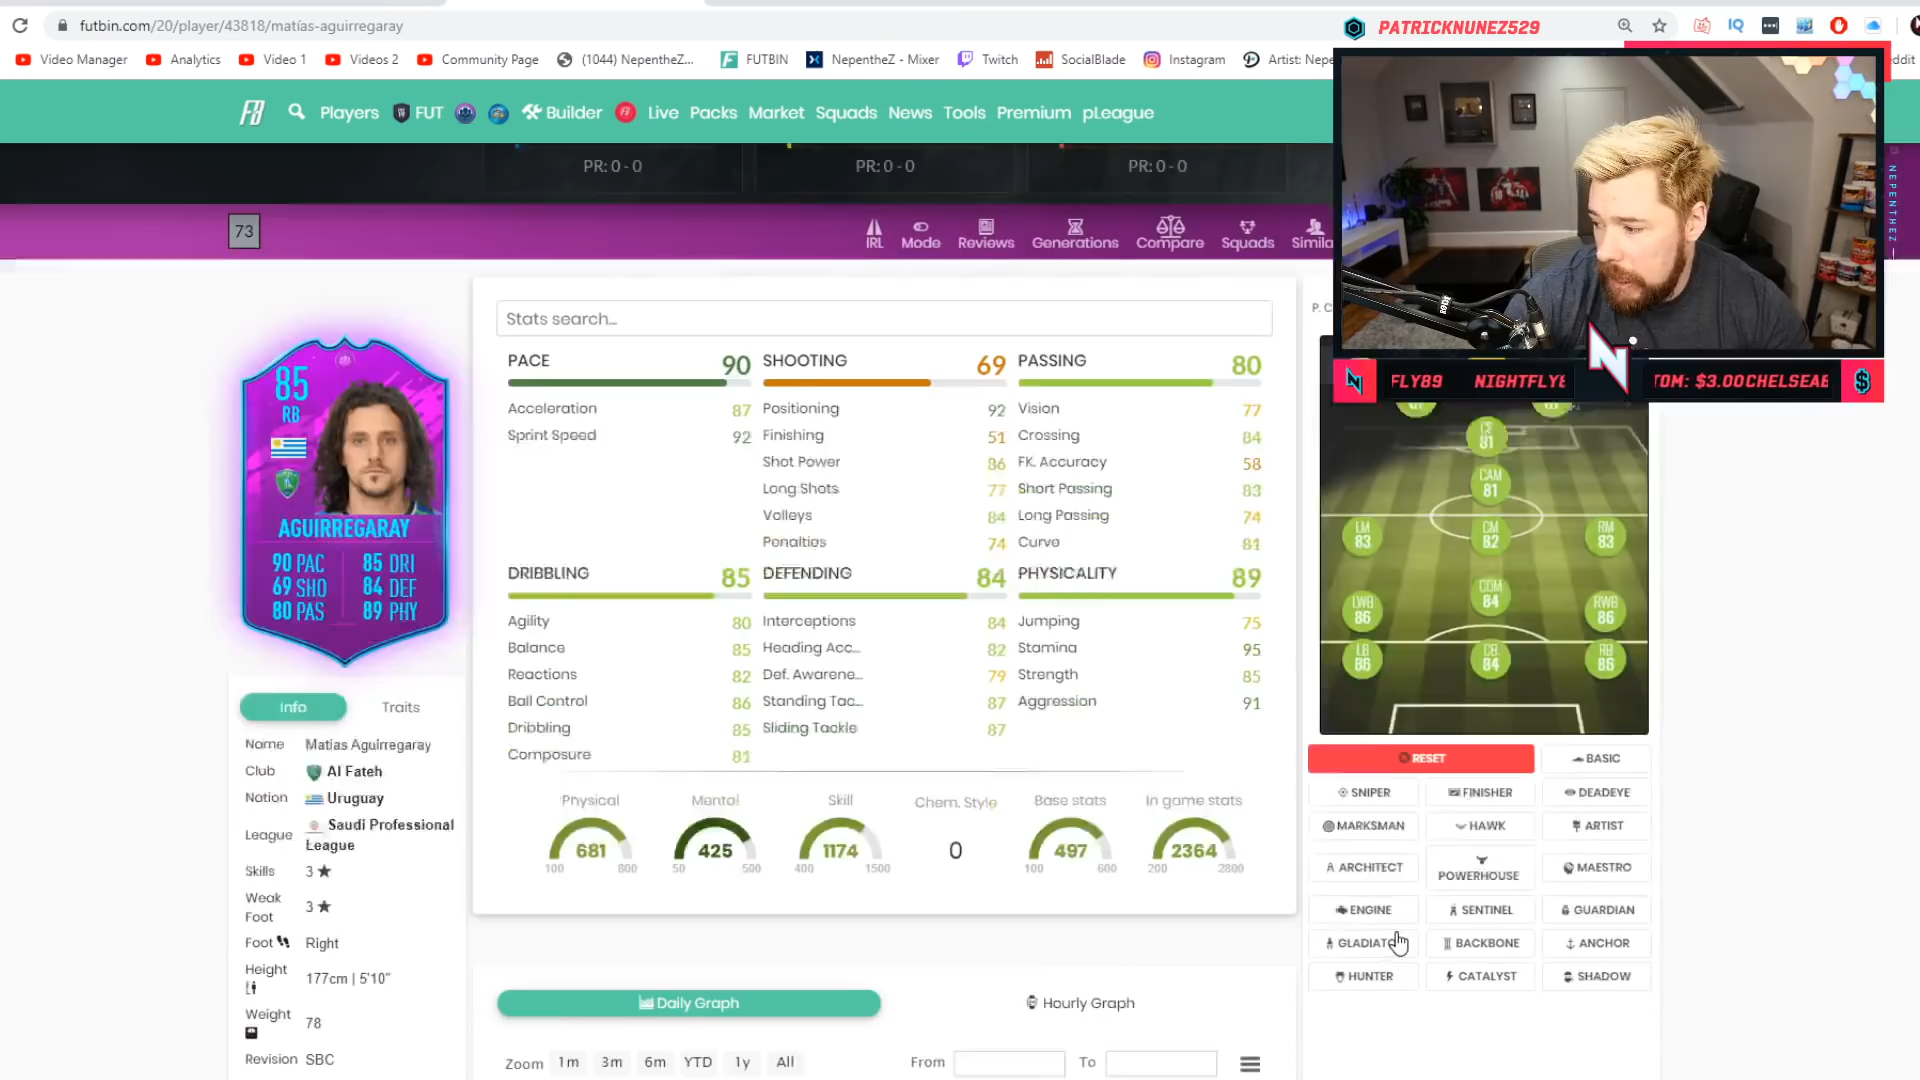 futbin.com/20/player/43818/matías-aguirregaray
PATRICKNUNEZ529
Video Manager Analytics Video 1 Videos 2 Community Page (1044) NepentheZ... FUTBIN NepentheZ - Mixer Twitch SocialBlade Instagram Artist: Nepe
Players FUT Builder Live Packs Market Squads News Tools Premium pLeague
PR: 0 - 0 PR: 0 - 0 PR: 0 - 0
73
IRL Mode Reviews Generations Compare Squads Simila
NEPENTHEZ
RODE
FLY89 NIGHTFLY8 TOM: $3.00CHELSEAB
Stats search...
PACE 90
Acceleration 87
Sprint Speed 92
SHOOTING 69
Positioning 92
Finishing 51
Shot Power 86
Long Shots 77
Volleys 84
Penalties 74
PASSING 80
Vision 77
Crossing 84
FK. Accuracy 58
Short Passing 83
Long Passing 74
Curve 81
DRIBBLING 85
Agility 80
Balance 85
Reactions 82
Ball Control 86
Dribbling 85
Composure 81
DEFENDING 84
Interceptions 84
Heading Acc... 82
Def. Awarene... 79
Standing Tac... 87
Sliding Tackle 87
PHYSICALITY 89
Jumping 75
Stamina 95
Strength 85
Aggression 91
Physical 681 100 800
Mental 425 50 500
Skill 1174 400 1500
Chem. Style 0
Base stats 497 100 600
In game stats 2364 200 2800
85
RB
AGUIRREGARAY
90 PAC 85 DRI
69 SHO 84 DEF
80 PAS 89 PHY
Info Traits
Name Matías Aguirregaray
Club Al Fateh
Nation Uruguay
League Saudi Professional
League
Skills 3
Weak
Foot 3
Foot Right
Height 177cm | 5'10"
Weight 78
Revision SBC
P. C
81
CAM
81
LM
83
CM
82
RM
83
CDM
84
LWB
86
RWB
86
LB
86
CB
84
RB
86
RESET BASIC
SNIPER FINISHER DEADEYE
MARKSMAN HAWK ARTIST
ARCHITECT POWERHOUSE MAESTRO
ENGINE SENTINEL GUARDIAN
GLADIATO BACKBONE ANCHOR
HUNTER CATALYST SHADOW
Daily Graph Hourly Graph
Zoom 1m 3m 6m YTD 1y All From To